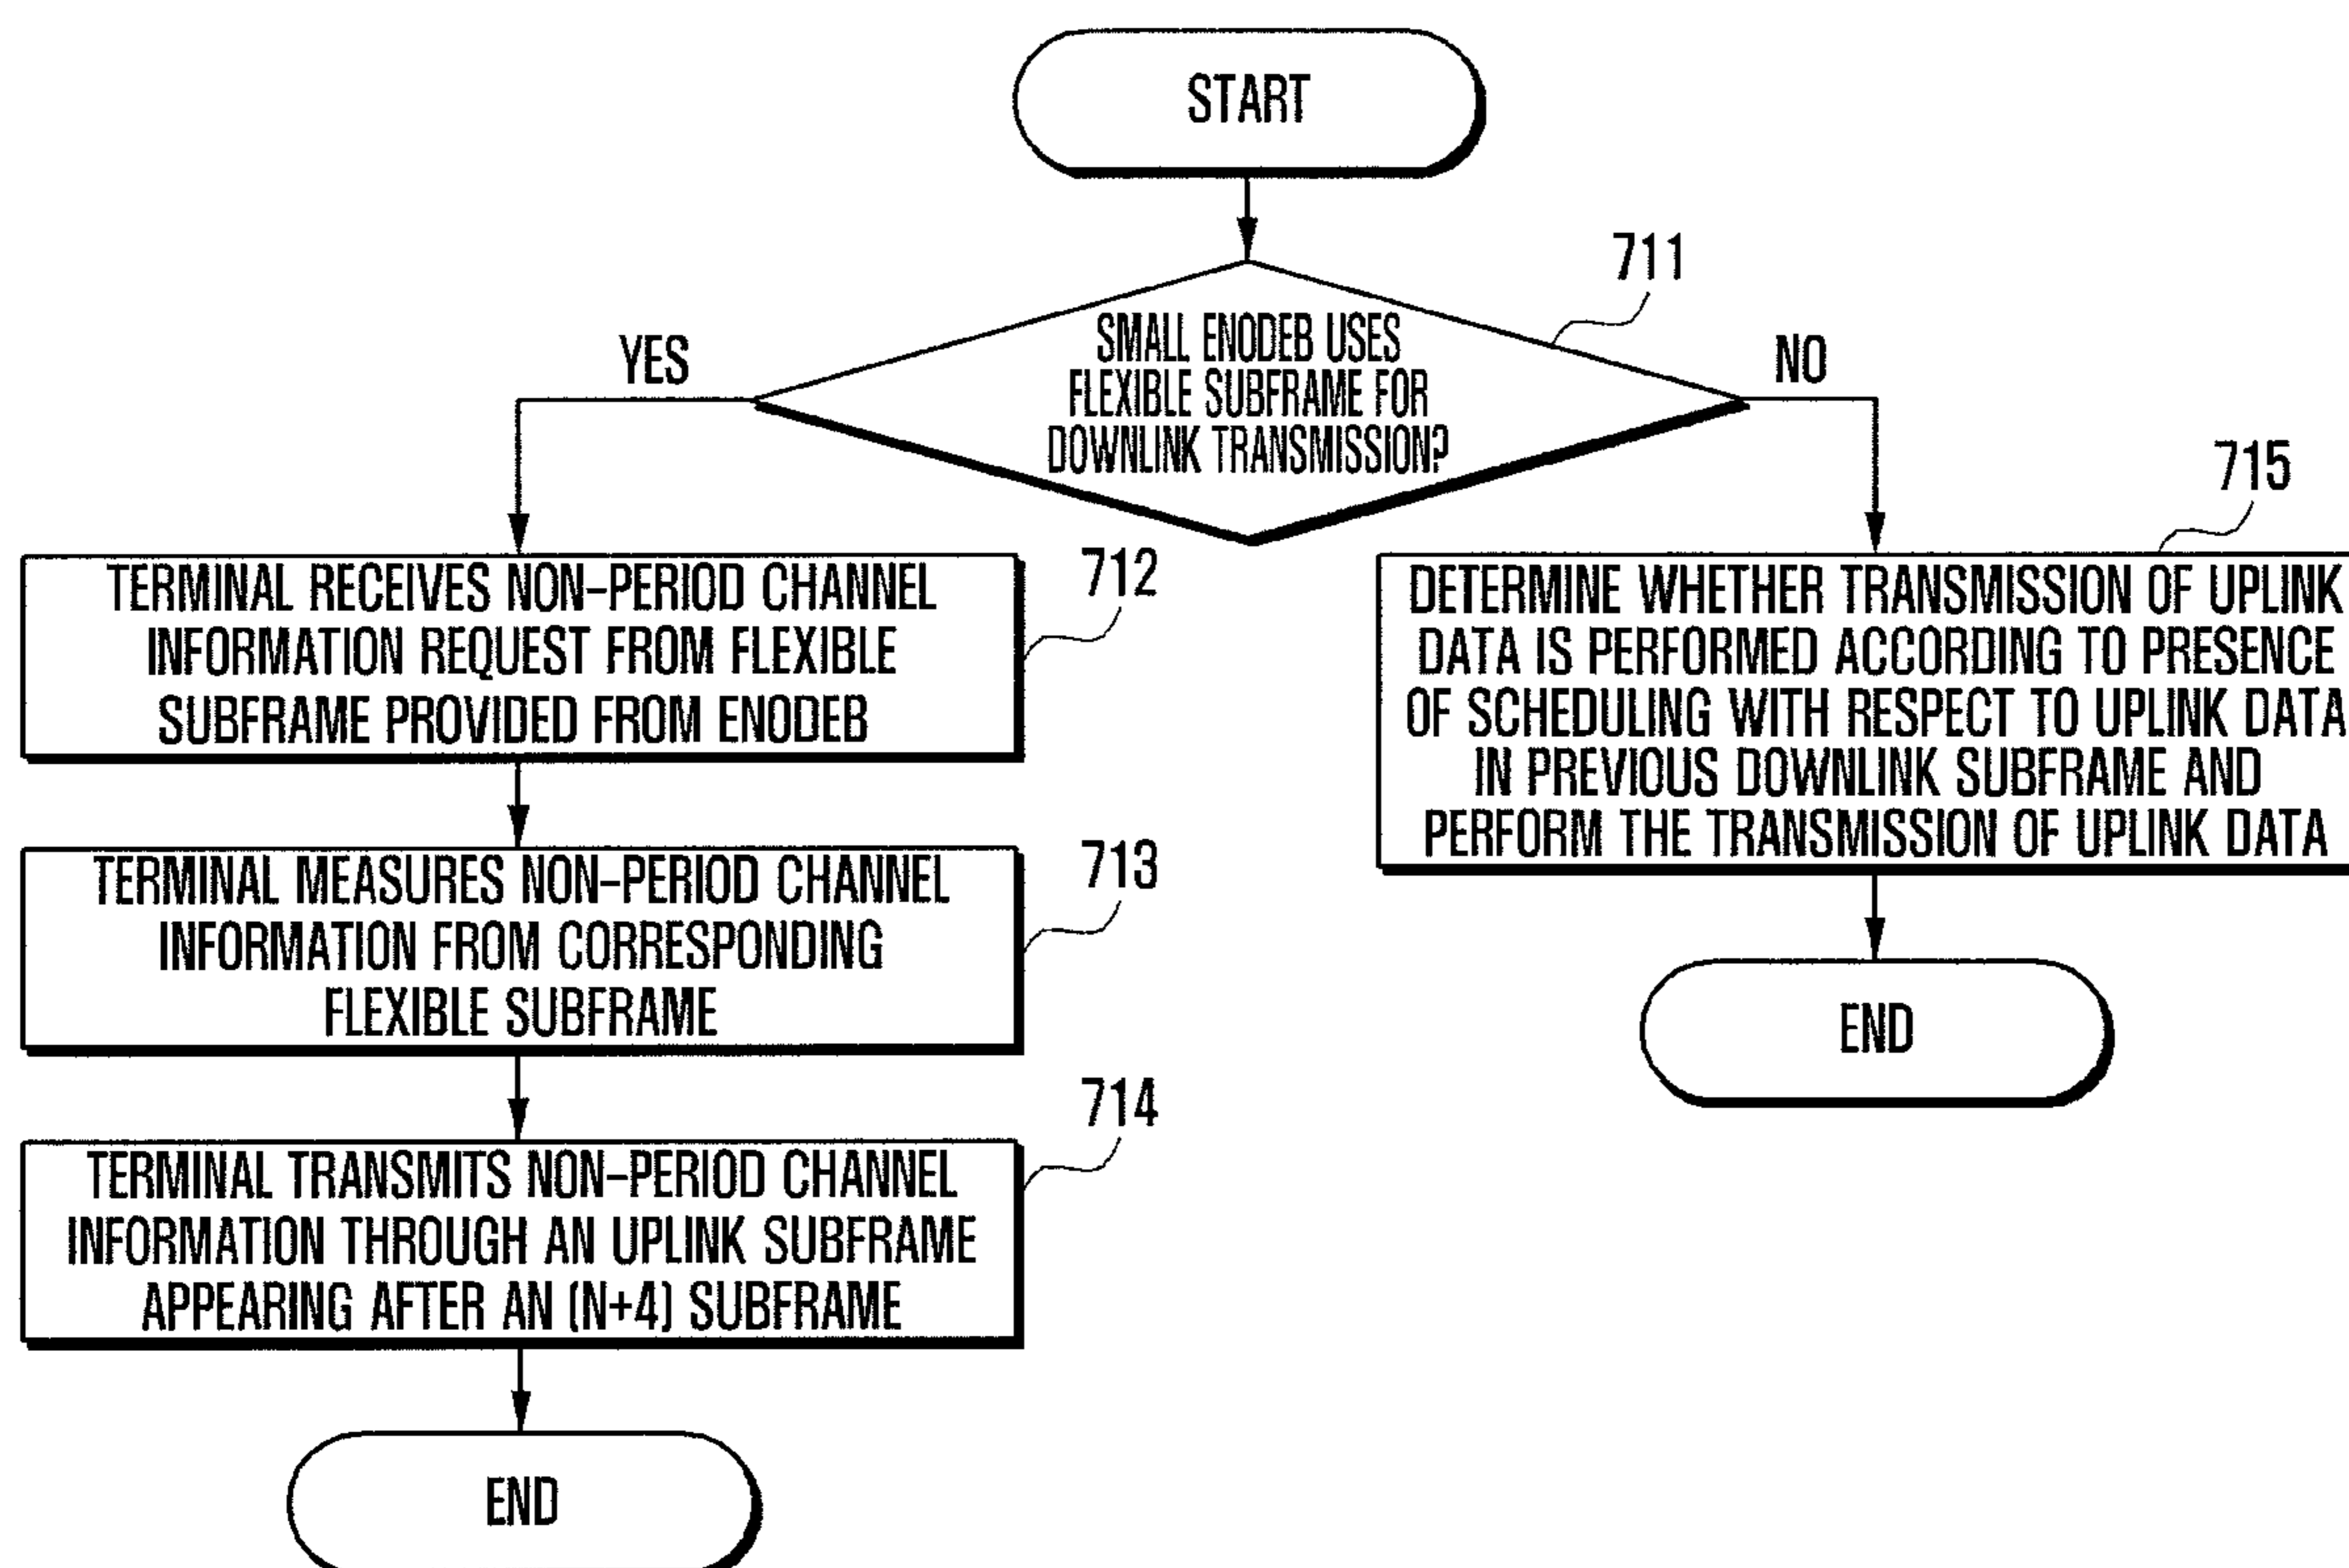 START
711
SMALL ENODEB USES
FLEXIBLE SUBFRAME FOR
DOWNLINK TRANSMISSION?
YES
NO
712
TERMINAL RECEIVES NON-PERIOD CHANNEL
INFORMATION REQUEST FROM FLEXIBLE
SUBFRAME PROVIDED FROM ENODEB
713
TERMINAL MEASURES NON-PERIOD CHANNEL
INFORMATION FROM CORRESPONDING
FLEXIBLE SUBFRAME
714
TERMINAL TRANSMITS NON-PERIOD CHANNEL
INFORMATION THROUGH AN UPLINK SUBFRAME
APPEARING AFTER AN (N+4) SUBFRAME
END
715
DETERMINE WHETHER TRANSMISSION OF UPLINK
DATA IS PERFORMED ACCORDING TO PRESENCE
OF SCHEDULING WITH RESPECT TO UPLINK DATA
IN PREVIOUS DOWNLINK SUBFRAME AND
PERFORM THE TRANSMISSION OF UPLINK DATA
END